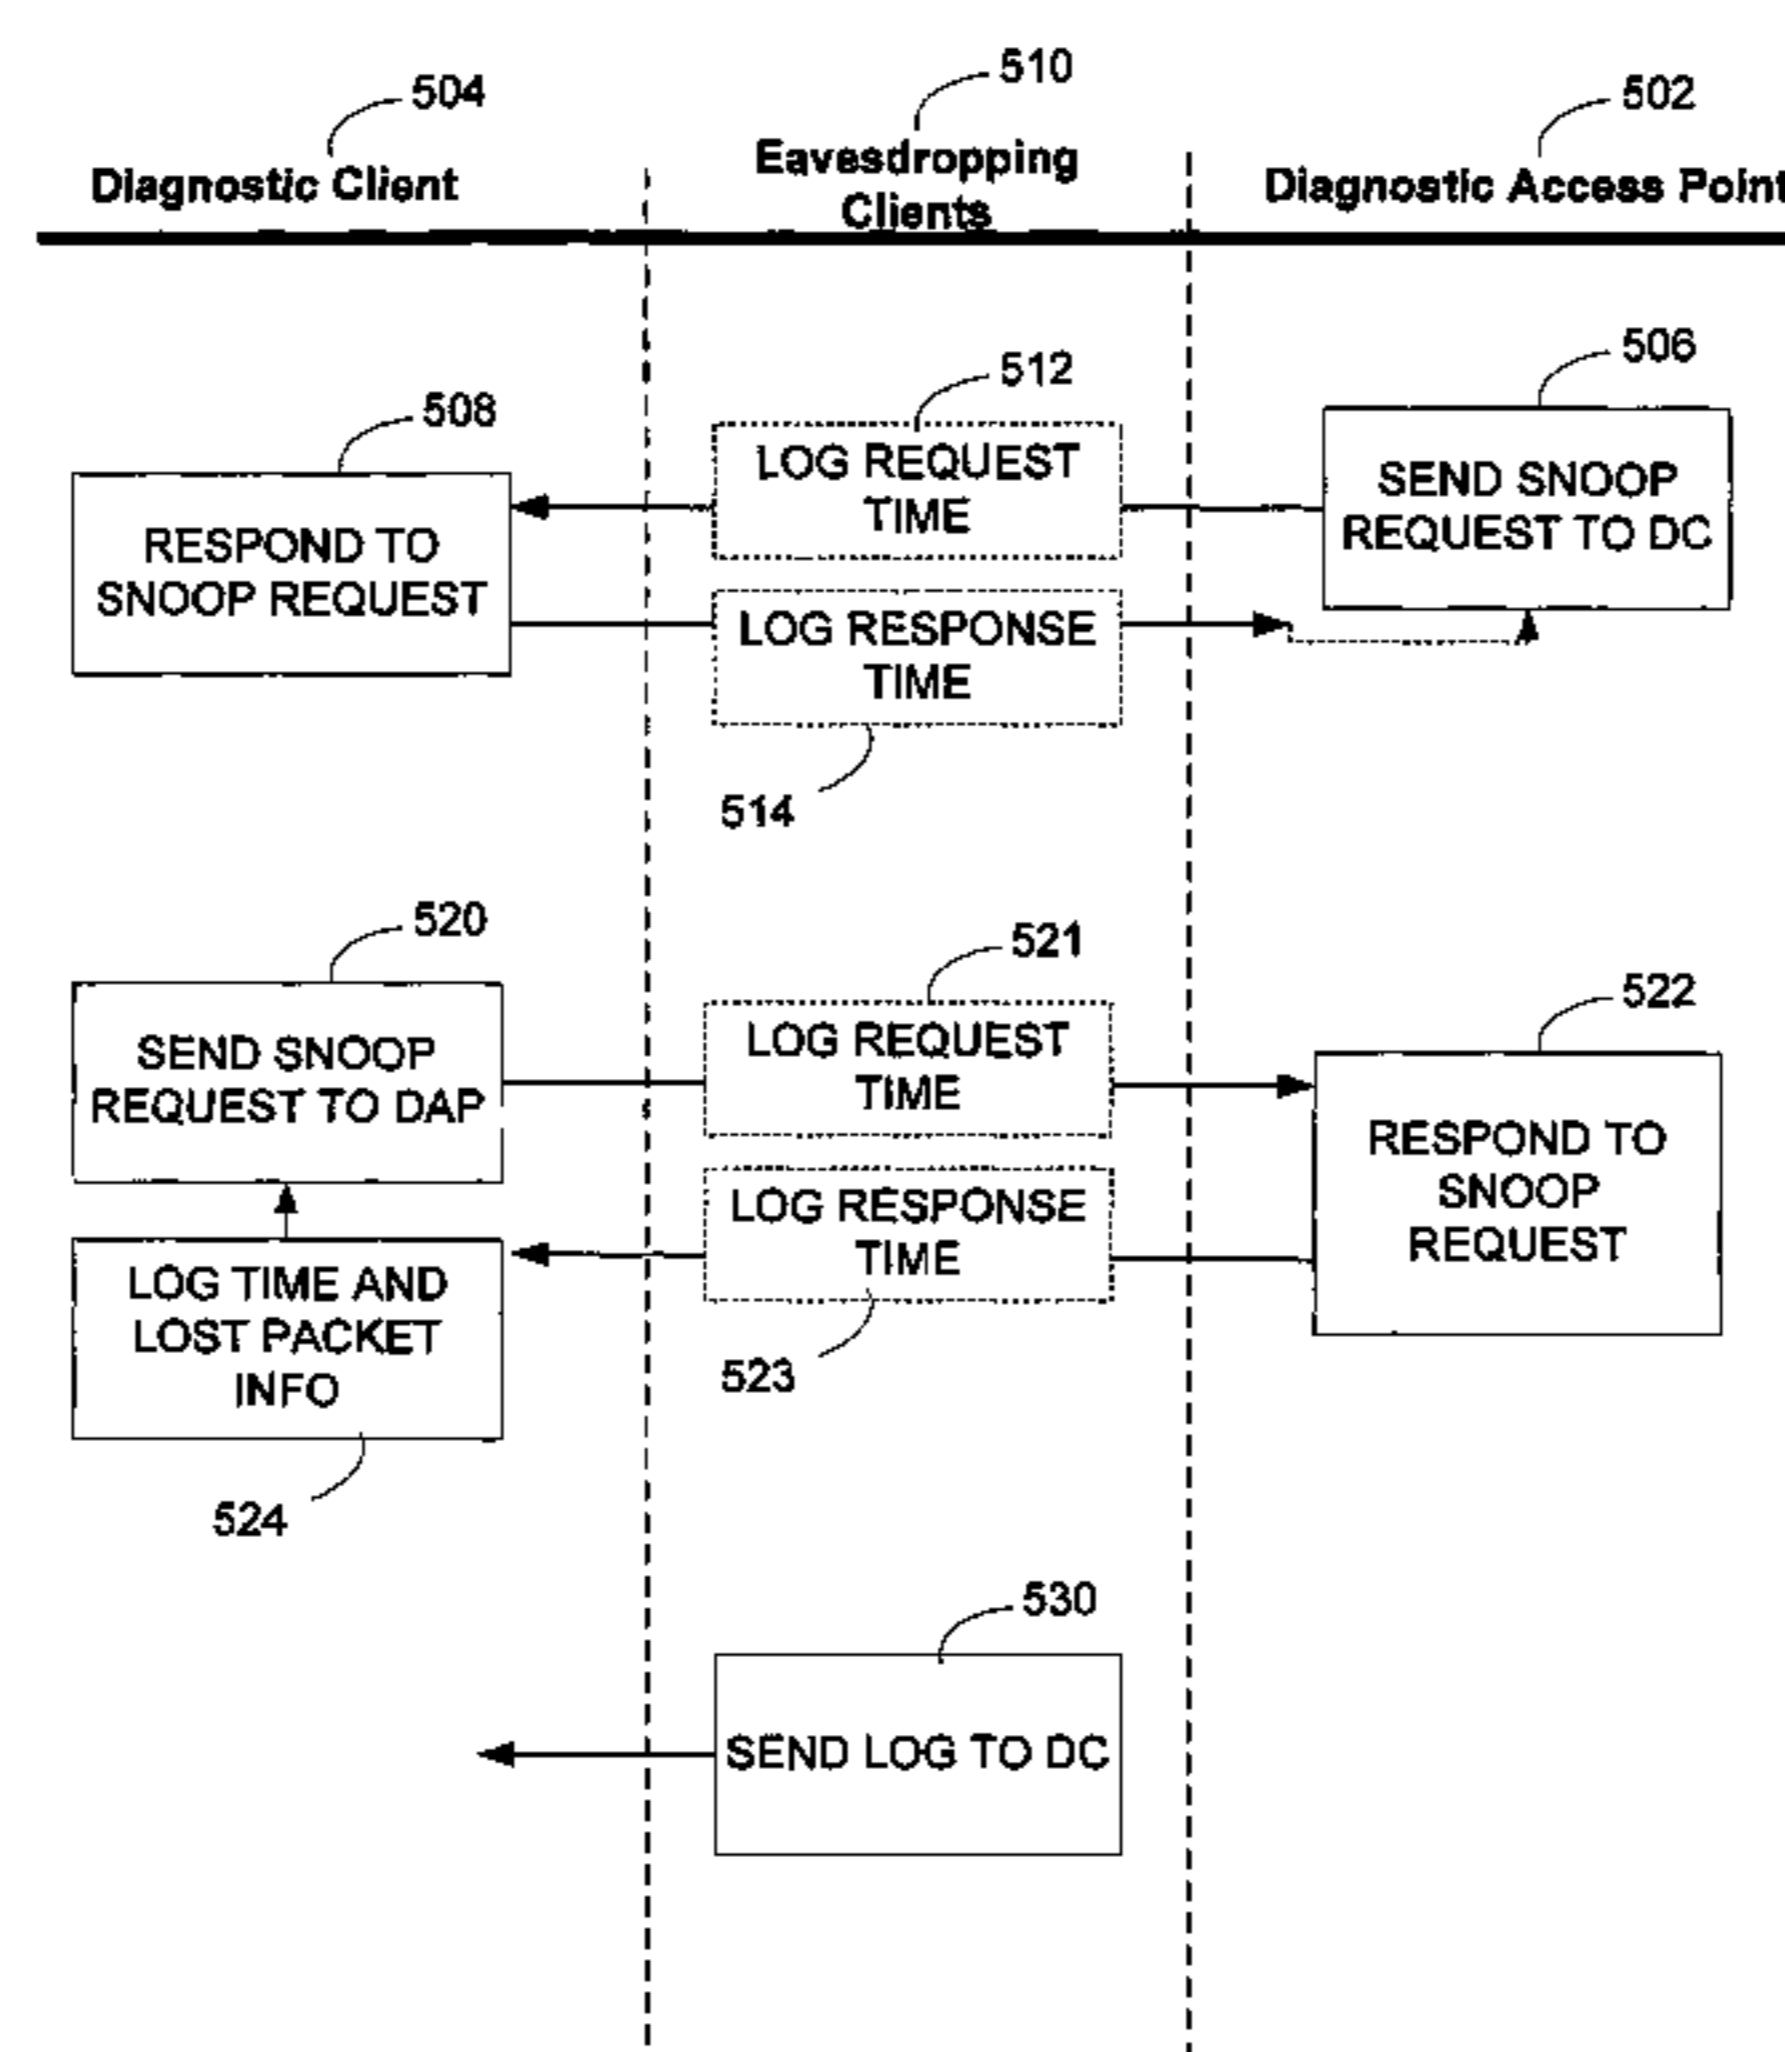 504
510
502
Diagnostic Client
Eavesdropping
Clients
Diagnostic Access Point
506
512
508
LOG REQUEST
TIME
SEND SNOOP
REQUEST TO DC
RESPOND TO
SNOOP REQUEST
LOG RESPONSE
TIME
514
520
521
522
SEND SNOOP
REQUEST TO DAP
LOG REQUEST
TIME
RESPOND TO
SNOOP
REQUEST
LOG RESPONSE
TIME
LOG TIME AND
LOST PACKET
INFO
523
524
530
SEND LOG TO DC